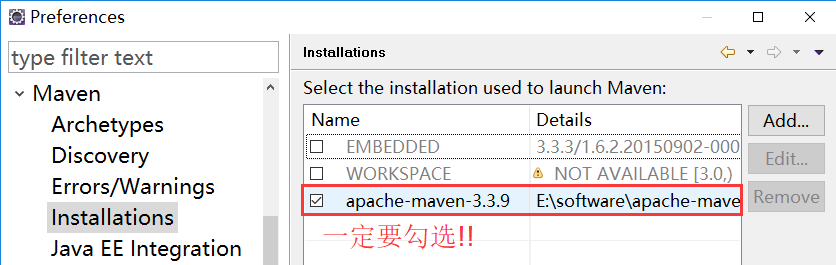 Preferences
type filter text
Maven
Archetypes
Discovery
Errors/Warnings
Installations
Java EE Integration
Installations
Select the installation used to launch Maven:
Name Details
EMBEDDED 3.3.3/1.6.2.20150902-000
WORKSPACE NOT AVAILABLE [3.0,)
apache-maven-3.3.9 E:\software\apache-mave
一定要勾选!!
Add...
Edit...
Remove